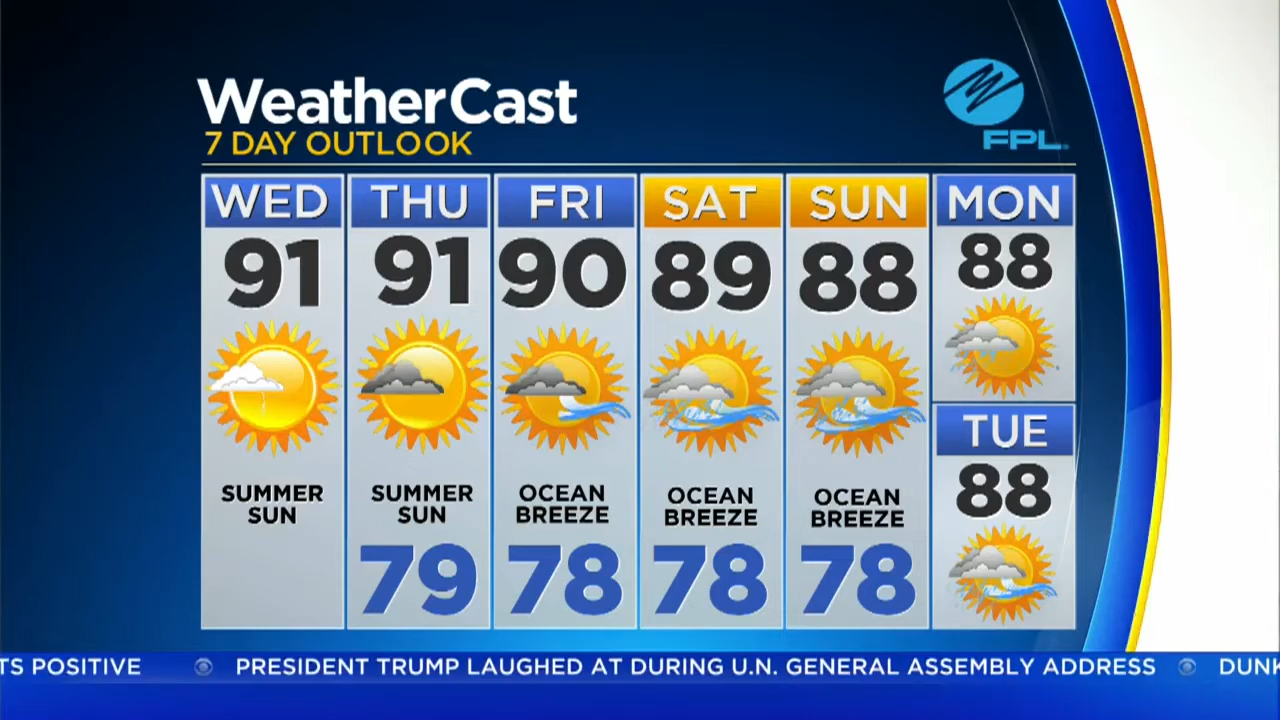 WeatherCast
7 DAY OUTLOOK
FPL.
WED
91
SUMMER
SUN
THU
91
SUMMER
SUN
79
FRI
90
OCEAN
BREEZE
78
SAT
89
OCEAN
BREEZE
78
SUN
88
OCEAN
BREEZE
78
MON
88
TUE
88
TS POSITIVE PRESIDENT TRUMP LAUGHED AT DURING U.N. GENERAL ASSEMBLY ADDRESS DUNK